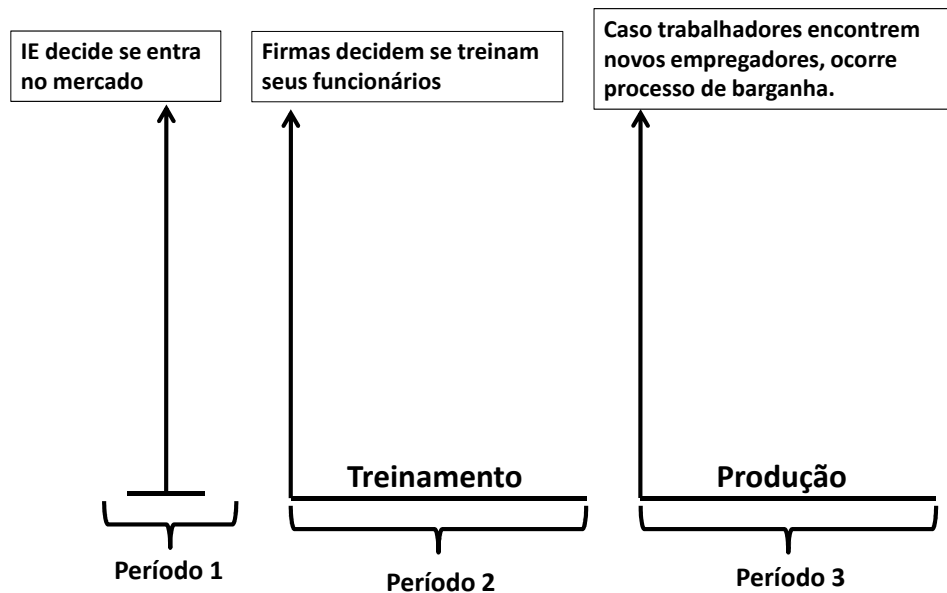 IE decide se entra
no mercado
Firmas decidem se treinam
seus funcionários
Caso trabalhadores encontrem
novos empregadores, ocorre
processo de barganha.
Treinamento
Produção
Período 1
Período 2
Período 3